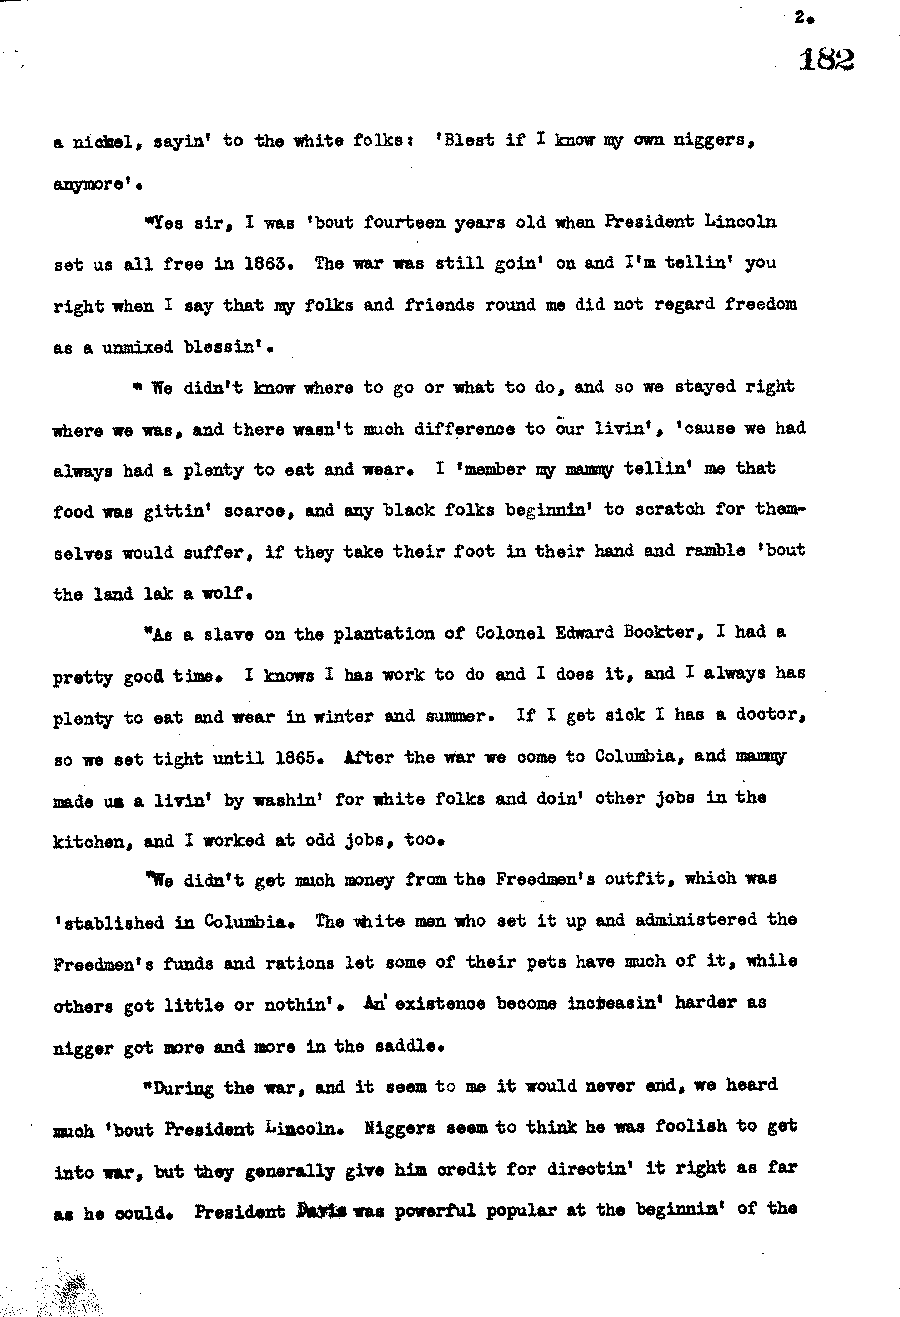 2.
182
a nickel, sayin' to the white folks: 'Blest if I know my own niggers,
anymore'.
"Yes sir, I was 'bout fourteen years old when President Lincoln
set us all free in 1863. The war was still goin' on and I'm tellin' you
right when I say that my folks and friends round me did not regard freedom
as a unmixed blessin'.
" We didn't know where to go or what to do, and so we stayed right
where we was, and there wasn't much difference to our livin', 'cause we had
always had a plenty to eat and wear. I 'member my mammy tellin' me that
food was gittin' scarce, and any black folks beginnin' to scratch for them-
selves would suffer, if they take their foot in their hand and ramble 'bout
the land lak a wolf.
"As a slave on the plantation of Colonel Edward Bookter, I had a
pretty good time. I knows I has work to do and I does it, and I always has
plenty to eat and wear in winter and summer. If I get sick I has a doctor,
so we set tight until 1865. After the war we come to Columbia, and mammy
made us a livin' by washin' for white folks and doin' other jobs in the
kitchen, and I worked at odd jobs, too.
"We didn't get much money from the Freedmen's outfit, which was
'stablished in Columbia. The white men who set it up and administered the
Freedmen's funds and rations let some of their pets have much of it, while
others got little or nothin'. An' existence become increasin' harder as
nigger got more and more in the saddle.
"During the war, and it seem to me it would never end, we heard
much 'bout President Lincoln. Niggers seem to think he was foolish to get
into war, but they generally give him credit for directin' it right as far
as he could. President Davis was powerful popular at the beginnin' of the